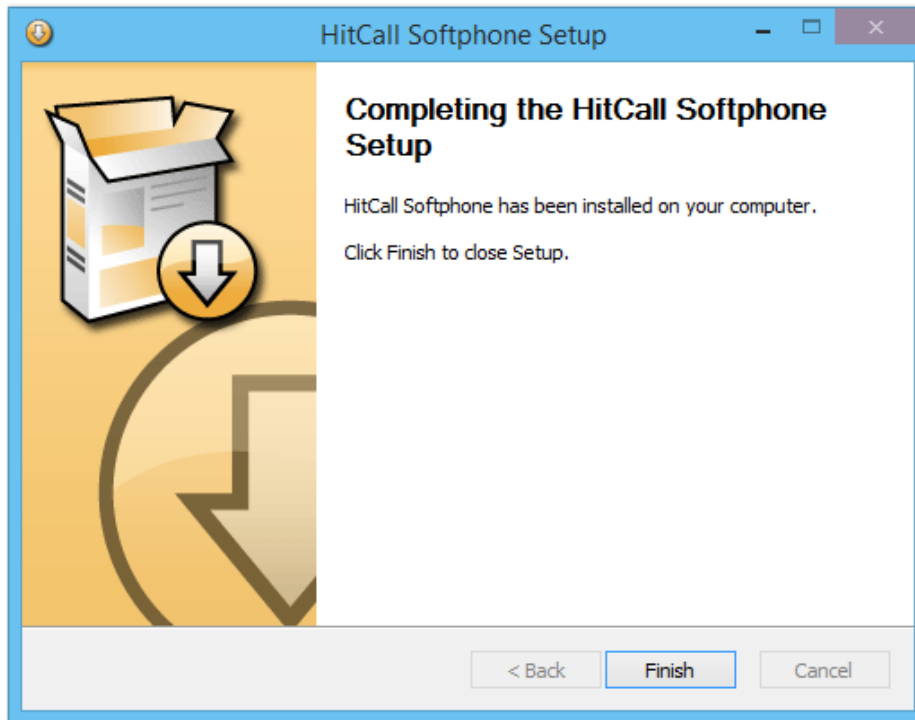 HitCall Softphone Setup
Completing the HitCall Softphone
Setup
HitCall Softphone has been installed on your computer.
Click Finish to close Setup.
< Back
Finish
Cancel